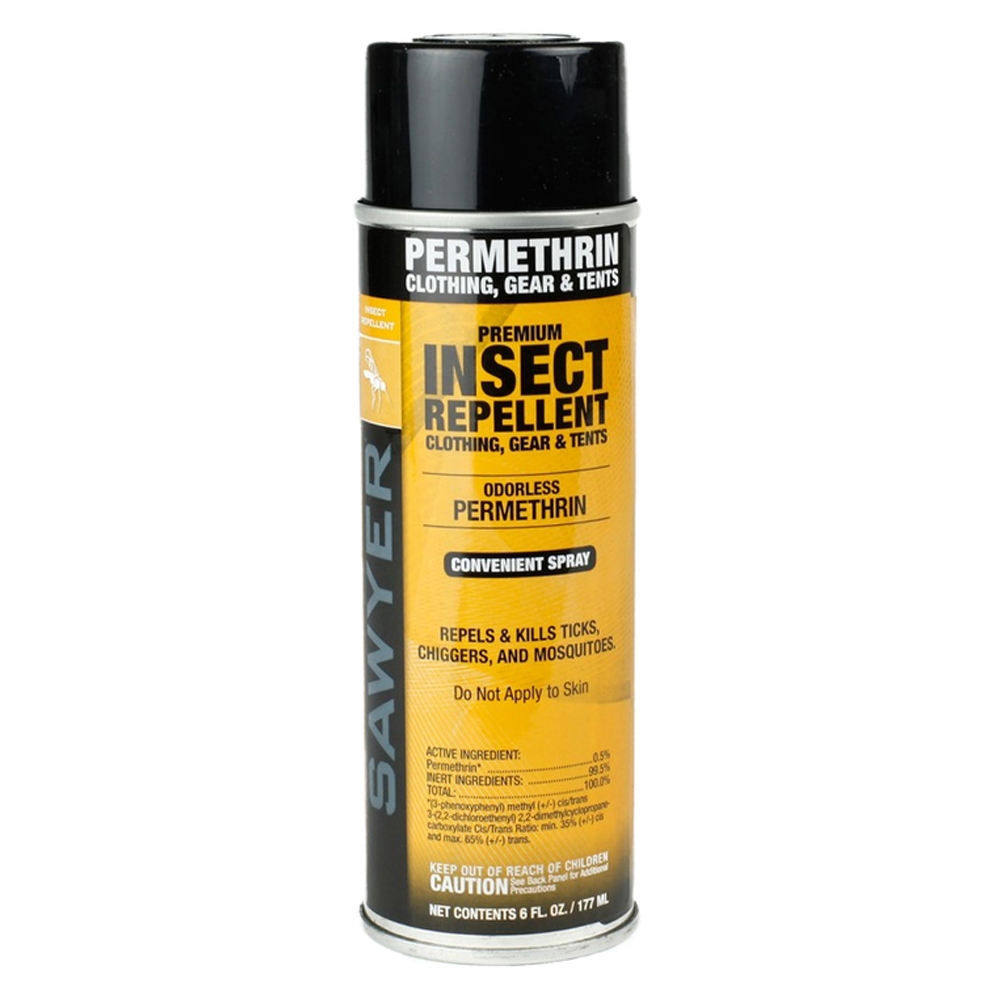 PERMETHRIN
CLOTHING, GEAR & TENTS
INSECT
REPELLENT
SAWYER
PREMIUM
INSECT
REPELLENT
CLOTHING, GEAR & TENTS
ODORLESS
PERMETHRIN
CONVENIENT SPRAY
REPELS & KILLS TICKS,
CHIGGERS, AND MOSQUITOES.
Do Not Apply to Skin
ACTIVE INGREDIENT:
Permethrin* ........................ 0.5%
INERT INGREDIENTS: .................. 99.5%
TOTAL: .............................. 100.0%
*(3-phenoxyphenyl) methyl (+/-) cis/trans
3-(2,2-dichloroethenyl) 2,2-dimethylcyclopropane-
carboxylate Cis/Trans Ratio: min. 35% (+/-) cis
and max. 65% (+/-) trans.
KEEP OUT OF REACH OF CHILDREN
CAUTION See Back Panel for Additional
Precautions
NET CONTENTS 6 FL. OZ. / 177 ML